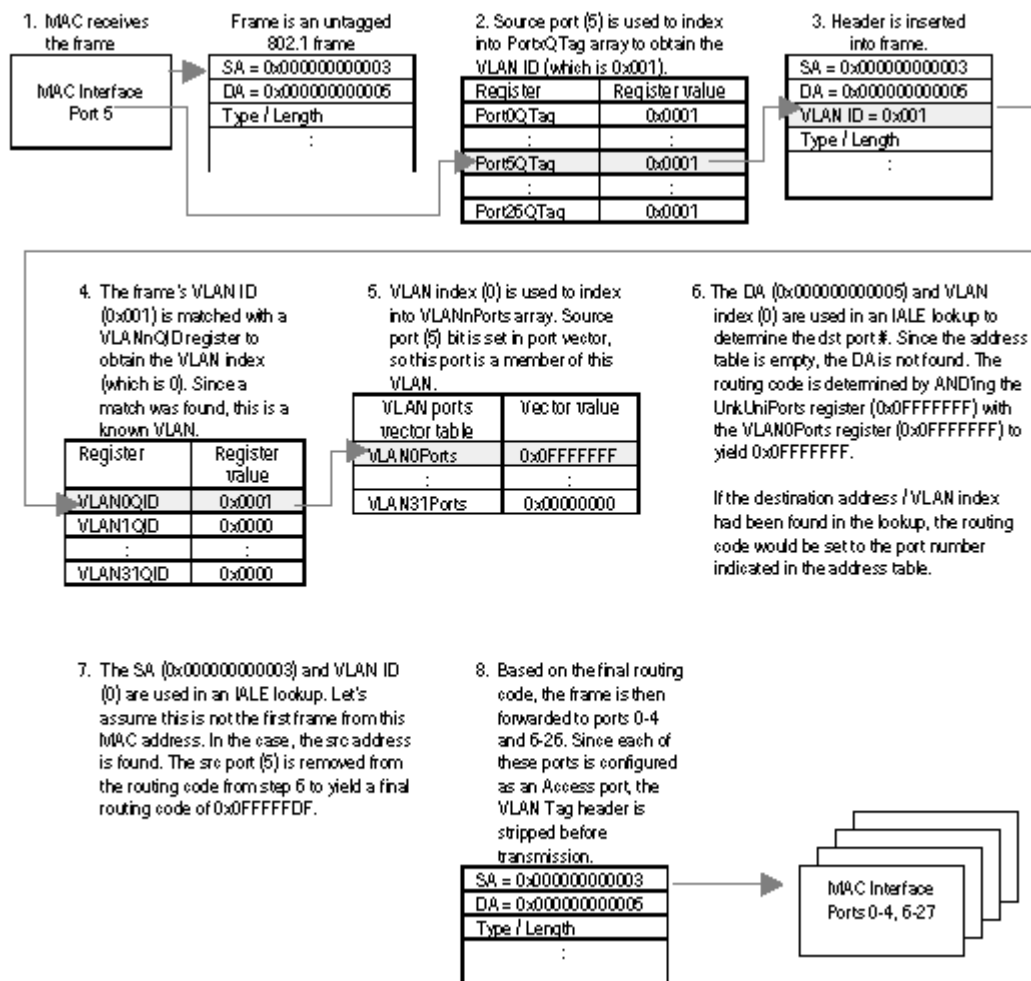 1. MAC receives
the frame
MAC Interface
Port 5
Frame is an untagged
802.1 frame
SA = 0x000000000003
DA = 0x000000000005
Type / Length
:
2. Source port (5) is used to index
into PortxQTag array to obtain the
VLAN ID (which is 0x001).
Register Register value
Port0QTag 0x0001
: :
Port5QTag 0x0001
: :
Port26QTag 0x0001
3. Header is inserted
into frame.
SA = 0x000000000003
DA = 0x000000000005
VLAN ID = 0x001
Type / Length
:
4. The frame's VLAN ID
(0x001) is matched with a
VLANnQID register to
obtain the VLAN index
(which is 0). Since a
match was found, this is a
known VLAN.
Register Register
value
VLAN0QID 0x0001
VLAN1QID 0x0000
: :
VLAN31QID 0x0000
5. VLAN index (0) is used to index
into VLANnPorts array. Source
port (5) bit is set in port vector,
so this port is a member of this
VLAN.
VLAN ports Vector value
vector table
VLAN0Ports 0x0FFFFFFF
: :
VLAN31Ports 0x00000000
6. The DA (0x000000000005) and VLAN
index (0) are used in an IALE lookup to
determine the dst port #. Since the address
table is empty, the DA is not found. The
routing code is determined by AND'ing the
UnkUniPorts register (0x0FFFFFFF) with
the VLAN0Ports register (0x0FFFFFFF) to
yield 0x0FFFFFFF.
If the destination address / VLAN index
had been found in the lookup, the routing
code would be set to the port number
indicated in the address table.
7. The SA (0x000000000003) and VLAN ID
(0) are used in an IALE lookup. Let's
assume this is not the first frame from this
MAC address. In the case, the src address
is found. The src port (5) is removed from
the routing code from step 6 to yield a final
routing code of 0x0FFFFFDF.
8. Based on the final routing
code, the frame is then
forwarded to ports 0-4
and 6-26. Since each of
these ports is configured
as an Access port, the
VLAN Tag header is
stripped before
transmission.
SA = 0x000000000003
DA = 0x000000000005
Type / Length
:
MAC Interface
Ports 0-4, 6-27